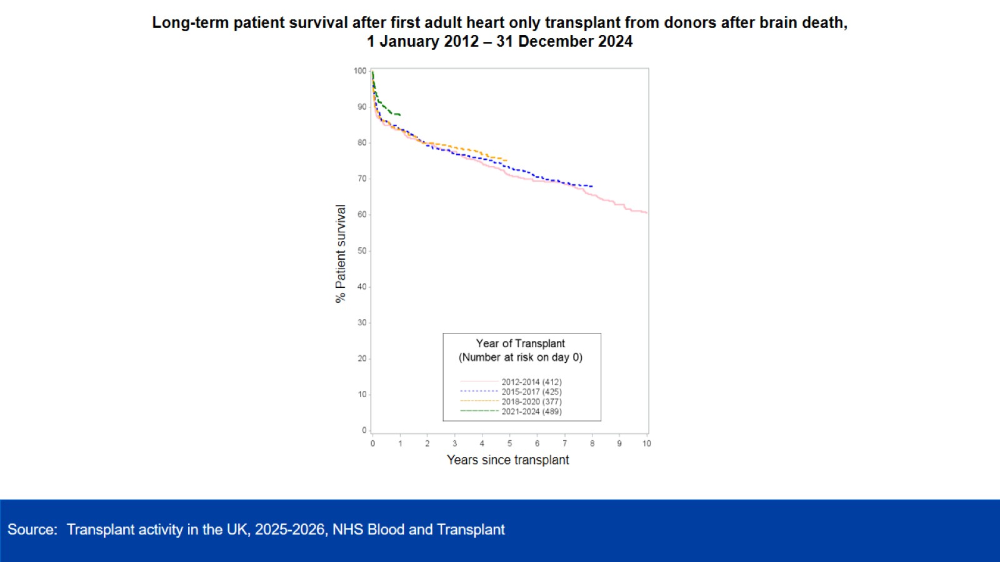 Long-term patient survival after first adult heart only transplant from donors after brain death,
1 January 2012 – 31 December 2024
100
90
80
70
60
50
40
30
20
10
0
% Patient survival
Year of Transplant
(Number at risk on day 0)
2012-2014 (412)
2015-2017 (425)
2018-2020 (377)
2021-2024 (489)
0 1 2 3 4 5 6 7 8 9 10
Years since transplant
Source: Transplant activity in the UK, 2025-2026, NHS Blood and Transplant